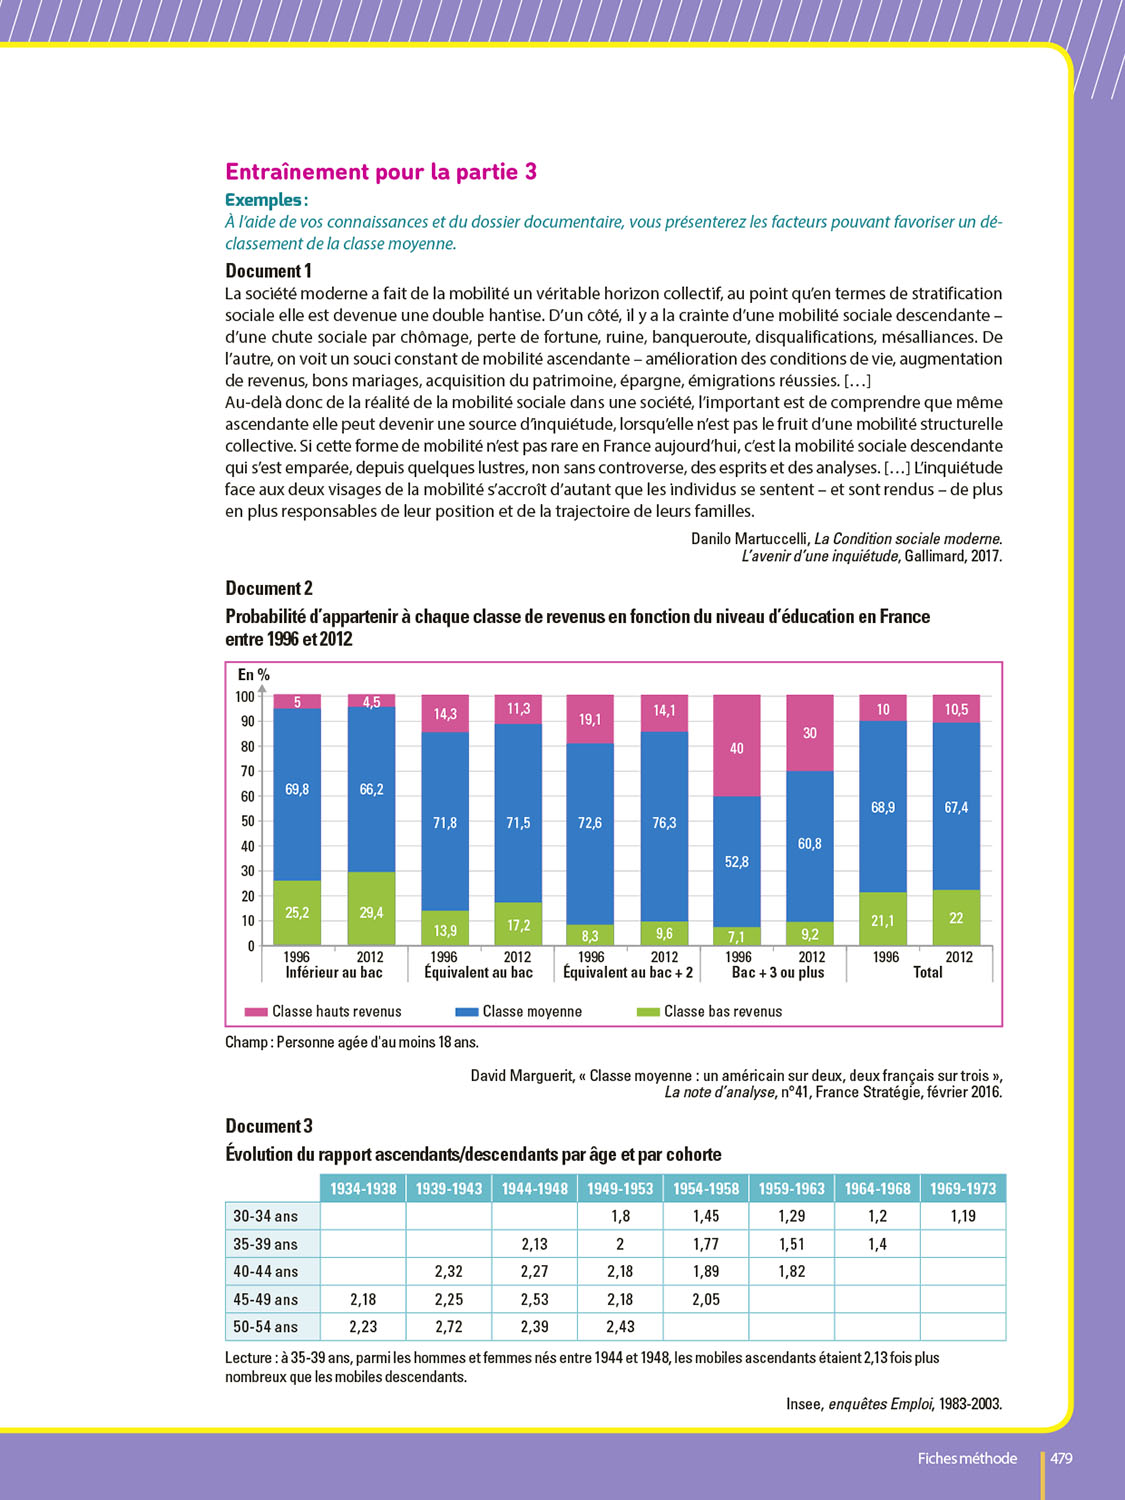 Entraînement pour la partie 3
Exemples :
À l’aide de vos connaissances et du dossier documentaire, vous présenterez les facteurs pouvant favoriser un dé-
classement de la classe moyenne.
Document 1
La société moderne a fait de la mobilité un véritable horizon collectif, au point qu’en termes de stratification
sociale elle est devenue une double hantise. D’un côté, il y a la crainte d’une mobilité sociale descendante –
d’une chute sociale par chômage, perte de fortune, ruine, banqueroute, disqualifications, mésalliances. De
l’autre, on voit un souci constant de mobilité ascendante – amélioration des conditions de vie, augmentation
de revenus, bons mariages, acquisition du patrimoine, épargne, émigrations réussies. […]
Au-delà donc de la réalité de la mobilité sociale dans une société, l’important est de comprendre que même
ascendante elle peut devenir une source d’inquiétude, lorsqu’elle n’est pas le fruit d’une mobilité structurelle
collective. Si cette forme de mobilité n’est pas rare en France aujourd’hui, c’est la mobilité sociale descendante
qui s’est emparée, depuis quelques lustres, non sans controverse, des esprits et des analyses. […] L’inquiétude
face aux deux visages de la mobilité s’accroît d’autant que les individus se sentent – et sont rendus – de plus
en plus responsables de leur position et de la trajectoire de leurs familles.
Danilo Martuccelli, La Condition sociale moderne.
L’avenir d’une inquiétude, Gallimard, 2017.
Document 2
Probabilité d’appartenir à chaque classe de revenus en fonction du niveau d’éducation en France
entre 1996 et 2012
En %
100
90
80
70
60
50
40
30
20
10
0
5 4,5 14,3 11,3 19,1 14,1 40 30 10 10,5
69,8 66,2 71,8 71,5 72,6 76,3 52,8 60,8 68,9 67,4
25,2 29,4 13,9 17,2 8,3 9,6 7,1 9,2 21,1 22
1996 2012 1996 2012 1996 2012 1996 2012 1996 2012
Inférieur au bac Équivalent au bac Équivalent au bac + 2 Bac + 3 ou plus Total
Classe hauts revenus Classe moyenne Classe bas revenus
Champ : Personne agée d'au moins 18 ans.
David Marguerit, « Classe moyenne : un américain sur deux, deux français sur trois »,
La note d’analyse, n°41, France Stratégie, février 2016.
Document 3
Évolution du rapport ascendants/descendants par âge et par cohorte
1934-1938 1939-1943 1944-1948 1949-1953 1954-1958 1959-1963 1964-1968 1969-1973
30-34 ans 1,8 1,45 1,29 1,2 1,19
35-39 ans 2,13 2 1,77 1,51 1,4
40-44 ans 2,32 2,27 2,18 1,89 1,82
45-49 ans 2,18 2,25 2,53 2,18 2,05
50-54 ans 2,23 2,72 2,39 2,43
Lecture : à 35-39 ans, parmi les hommes et femmes nés entre 1944 et 1948, les mobiles ascendants étaient 2,13 fois plus
nombreux que les mobiles descendants.
Insee, enquêtes Emploi, 1983-2003.
Fiches méthode 479